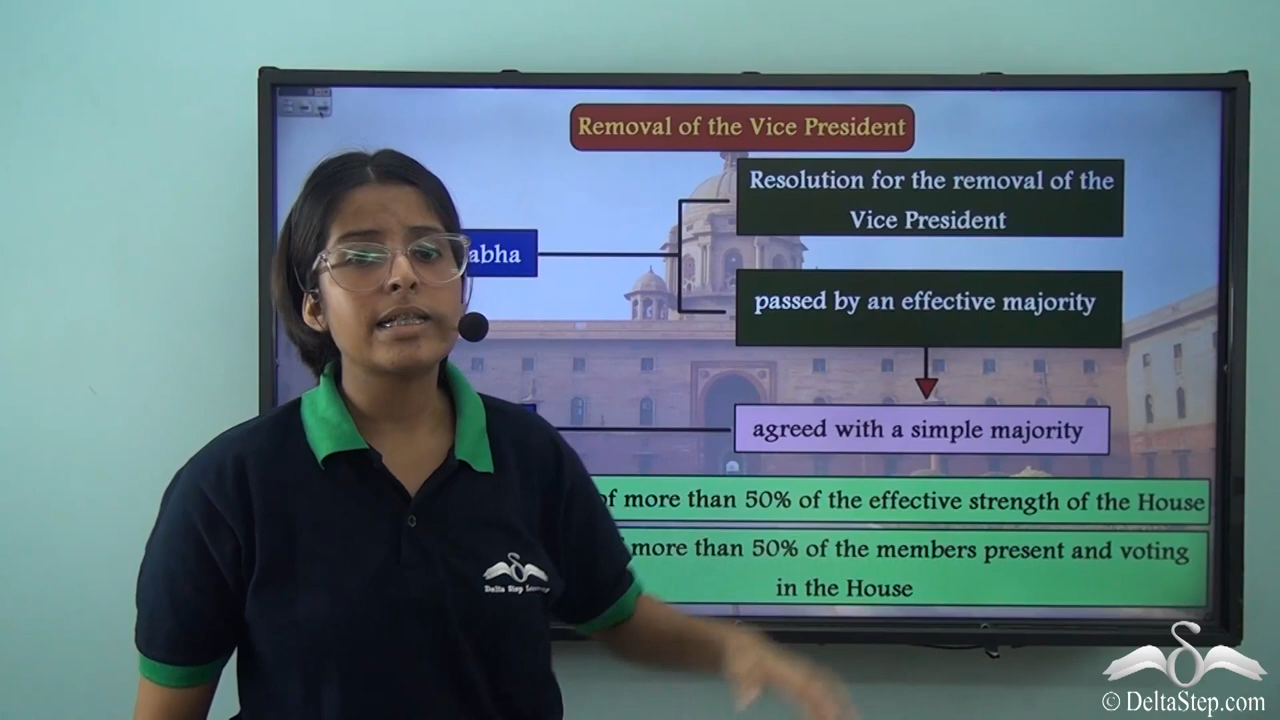 Removal of the Vice President
Resolution for the removal of the
Vice President
abha
passed by an effective majority
agreed with a simple majority
of more than 50% of the effective strength of the House
more than 50% of the members present and voting
in the House
Delta Step
© DeltaStep.com